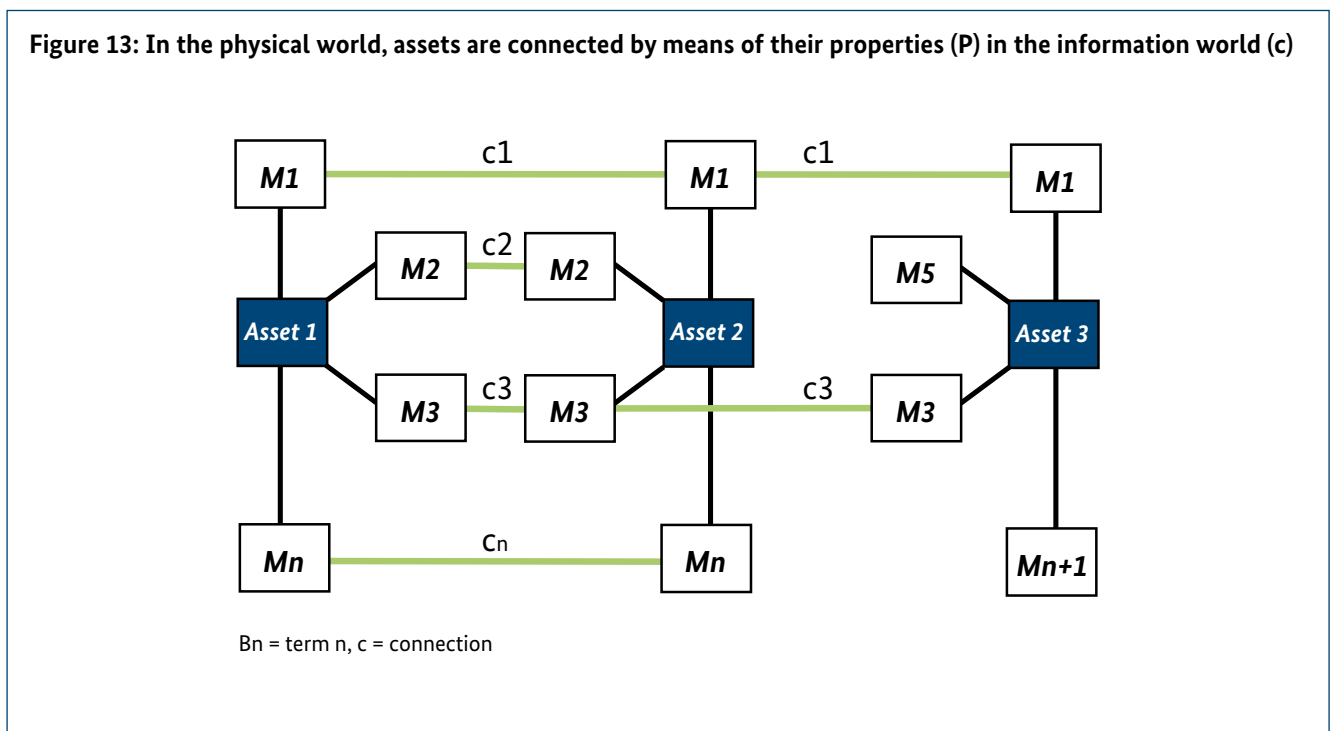 Figure 13: In the physical world, assets are connected by means of their properties (P) in the information world (c)
c1
c1
M1
M1
M1
c2
M2
M2
M5
Asset 1
Asset 2
Asset 3
c3
c3
M3
M3
M3
cn
Mn
Mn
Mn+1
Bn = term n, c = connection